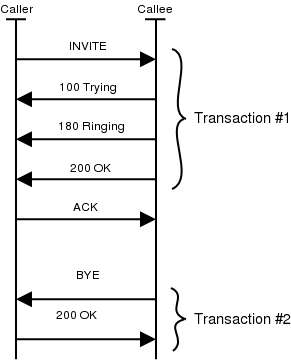 Caller Callee
INVITE
100 Trying
180 Ringing
Transaction #1
200 OK
ACK
BYE
200 OK
Transaction #2